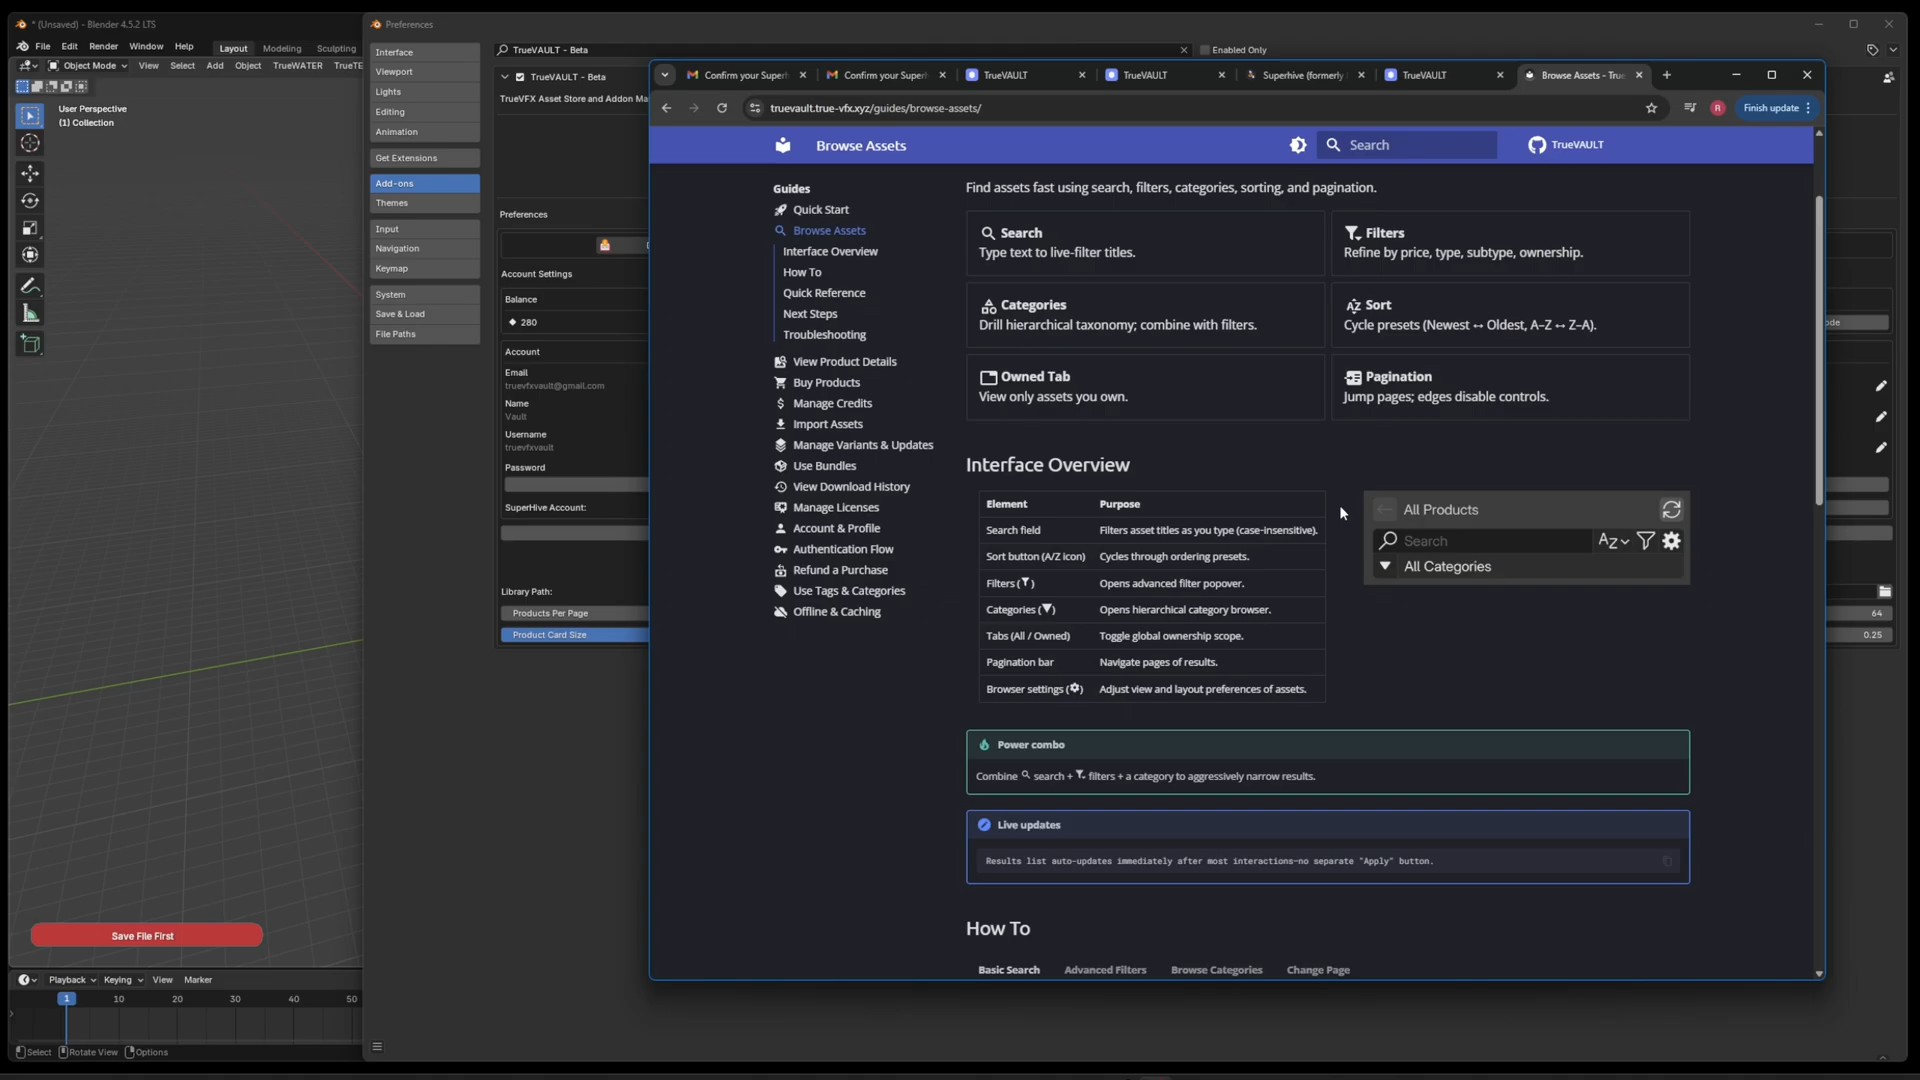 * (Unsaved) - Blender 4.5.2 LTS
File Edit Render Window Help Layout Modeling Sculpting
Object Mode View Select Add Object TrueWATER
User Perspective
(1) Collection
Save File First
Playback Keying View Marker
1 10 20 30 40 50
Select Rotate View Options
Preferences
Interface
Viewport
Lights
Editing
Animation
Get Extensions
Add-ons
Themes
Input
Navigation
Keymap
System
Save & Load
File Paths
TrueVAULT - Beta
Enabled Only
TrueVAULT - Beta
TrueVFX Asset Store and Addon
Preferences
Account Settings
Balance
280
Account
Email
truevfxvault@gmail.com
Name
Vault
Username
truevfxvault
Password
SuperHive Account:
Library Path:
Products Per Page
64
Product Card Size
0.25
Confirm your Superh
Confirm your Superh
TrueVAULT
TrueVAULT
Superhive (formerly
TrueVAULT
Browse Assets - True
truevault.true-vfx.xyz/guides/browse-assets/
R
Finish update
Browse Assets
Search
TrueVAULT
Guides
Quick Start
Browse Assets
Interface Overview
How To
Quick Reference
Next Steps
Troubleshooting
View Product Details
Buy Products
Manage Credits
Import Assets
Manage Variants & Updates
Use Bundles
View Download History
Manage Licenses
Account & Profile
Authentication Flow
Refund a Purchase
Use Tags & Categories
Offline & Caching
Find assets fast using search, filters, categories, sorting, and pagination.
Search
Type text to live-filter titles.
Filters
Refine by price, type, subtype, ownership.
Categories
Drill hierarchical taxonomy; combine with filters.
Sort
Cycle presets (Newest ↔ Oldest, A–Z ↔ Z–A).
Owned Tab
View only assets you own.
Pagination
Jump pages; edges disable controls.
Interface Overview
Element Purpose
Search field Filters asset titles as you type (case-insensitive).
Sort button (A/Z icon) Cycles through ordering presets.
Filters ( ) Opens advanced filter popover.
Categories (▼) Opens hierarchical category browser.
Tabs (All / Owned) Toggle global ownership scope.
Pagination bar Navigate pages of results.
Browser settings ( ) Adjust view and layout preferences of assets.
All Products
Search
All Categories
Power combo
Combine search + filters + a category to aggressively narrow results.
Live updates
Results list auto-updates immediately after most interactions—no separate "Apply" button.
How To
Basic Search Advanced Filters Browse Categories Change Page